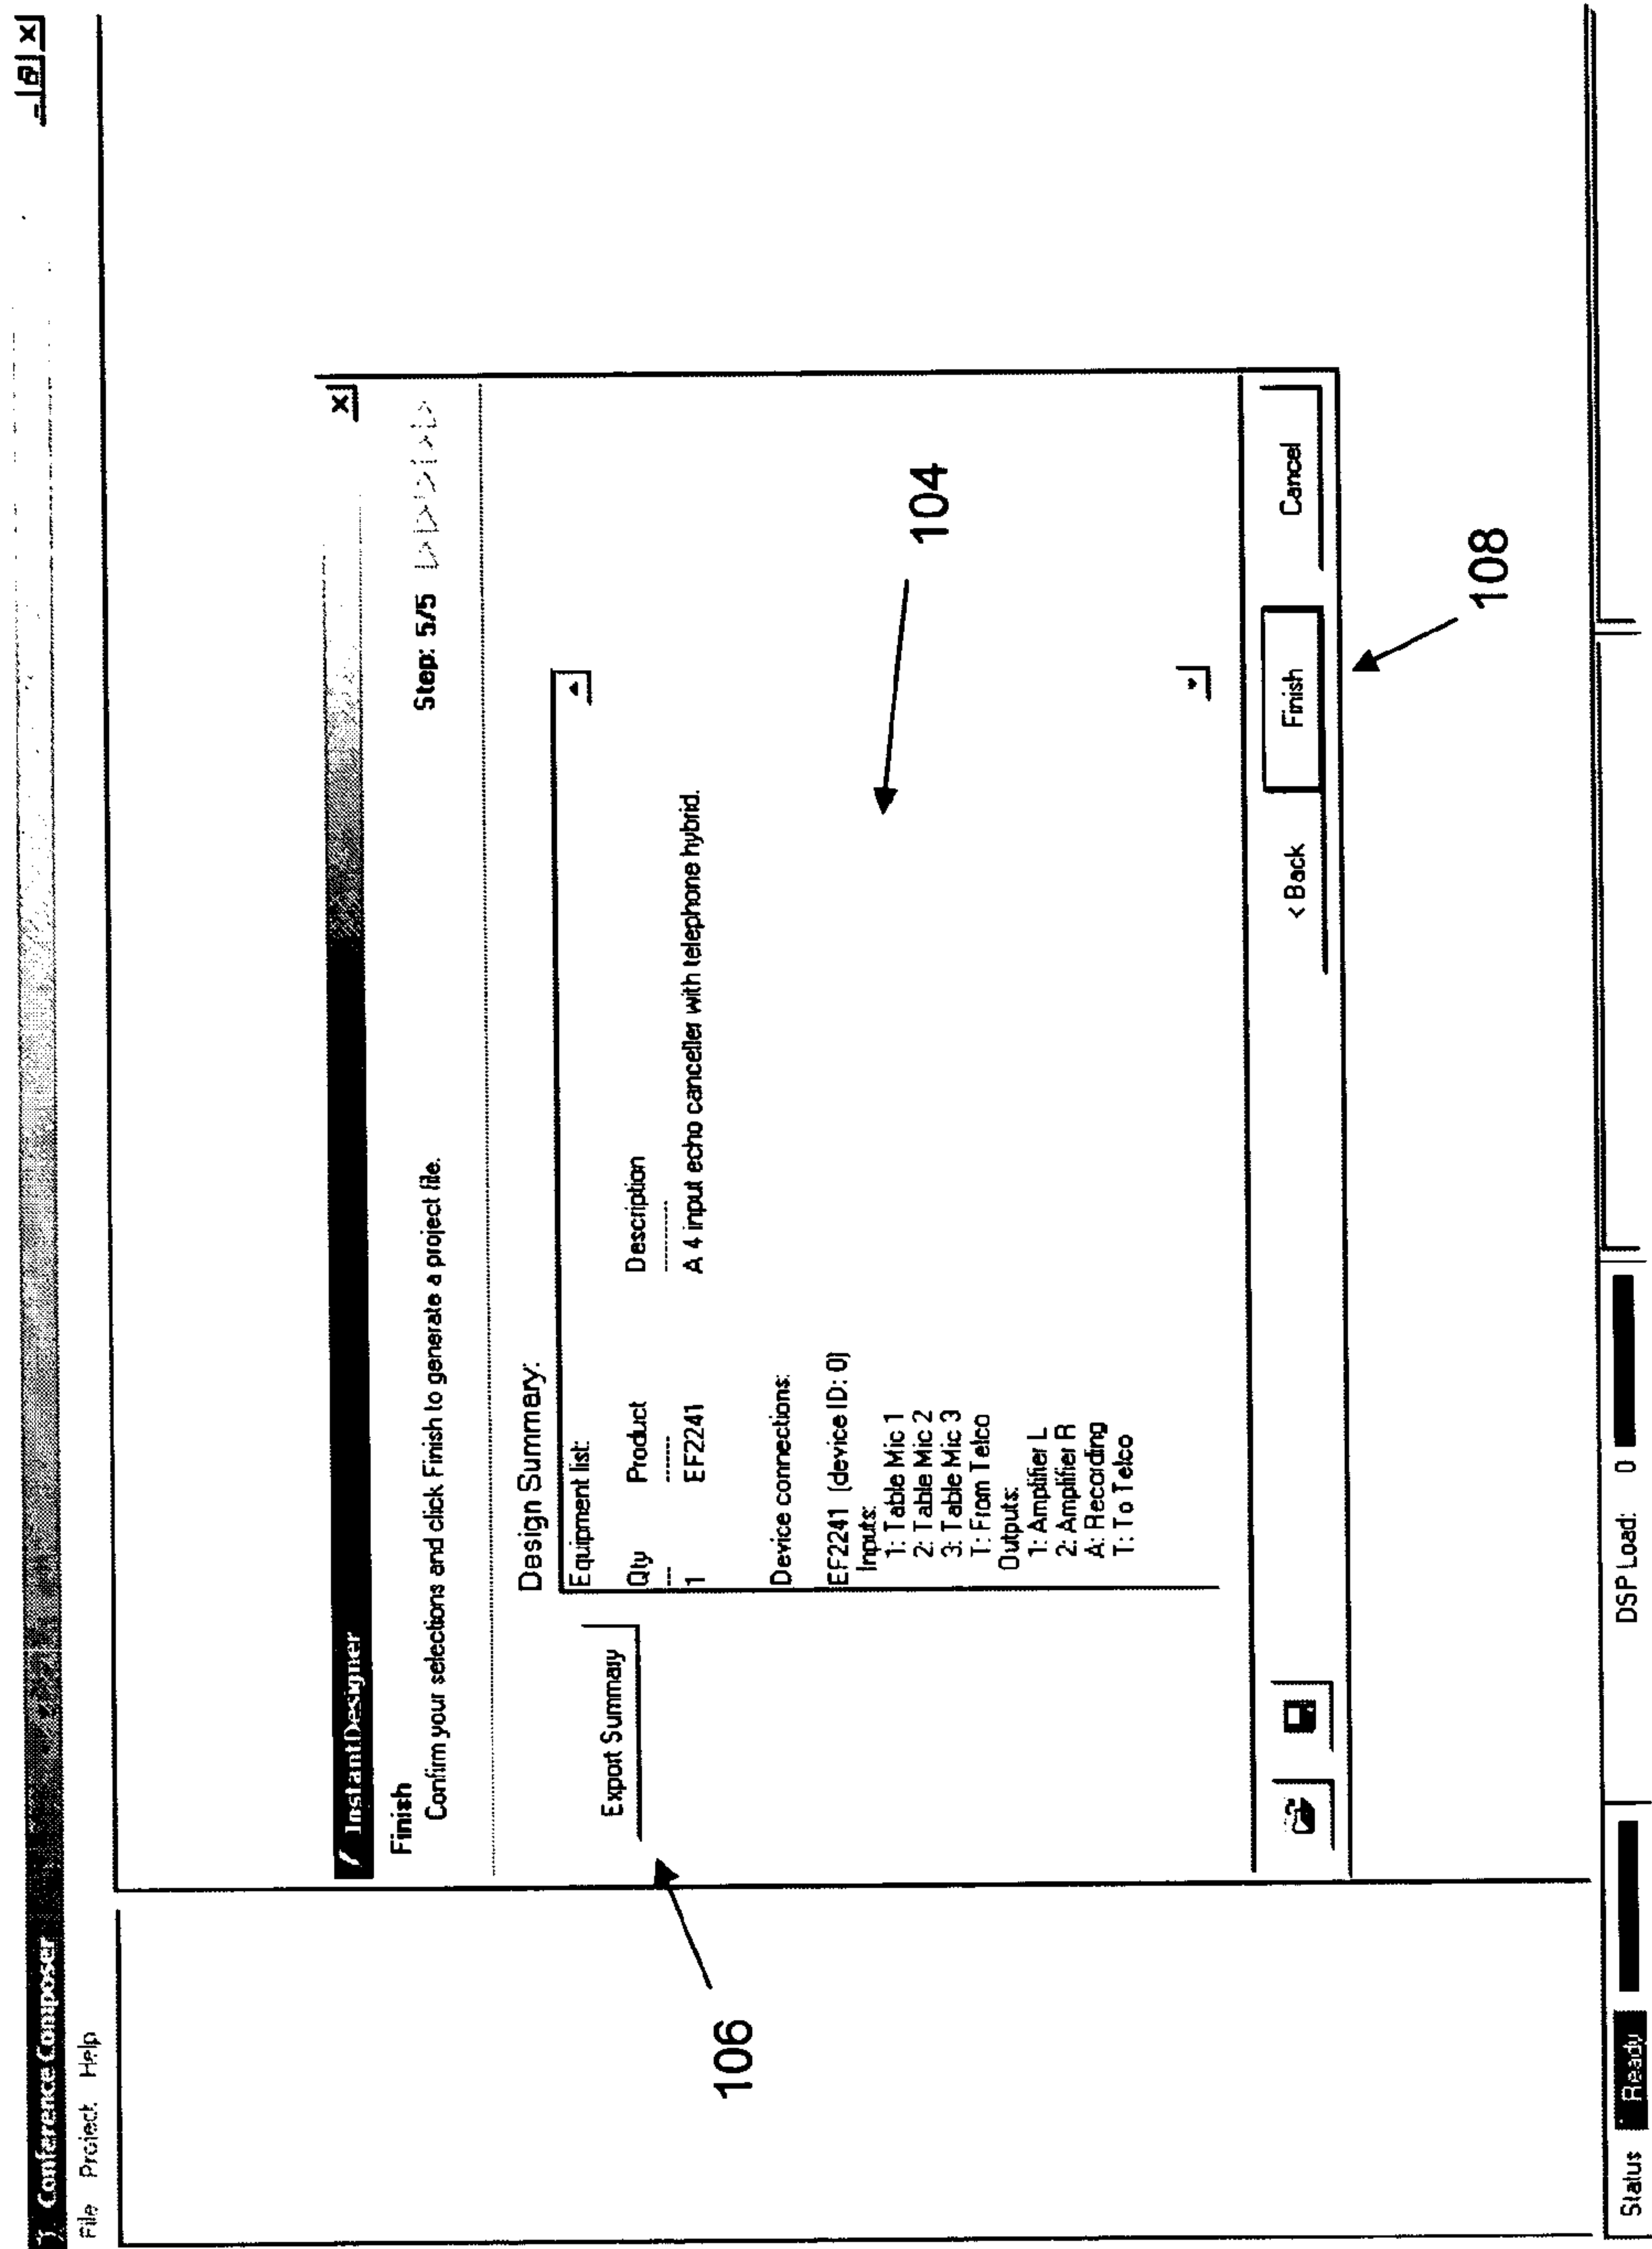 Conference Composer
File Project Help
InstantDesigner
Finish
Confirm your selections and click Finish to generate a project file.
Step: 5/5
Export Summary
Design Summary:
Equipment list:
Qty Product Description
-- ------ ----------
1 EF2241 A 4 input echo canceller with telephone hybrid.
Device connections:
EF2241 (device ID: 0)
Inputs:
1: Table Mic 1
2: Table Mic 2
3: Table Mic 3
T: From Telco
Outputs:
1: Amplifier L
2: Amplifier R
A: Recording
T: To Telco
106
104
< Back Finish Cancel
108
Status Ready DSP Load: 0